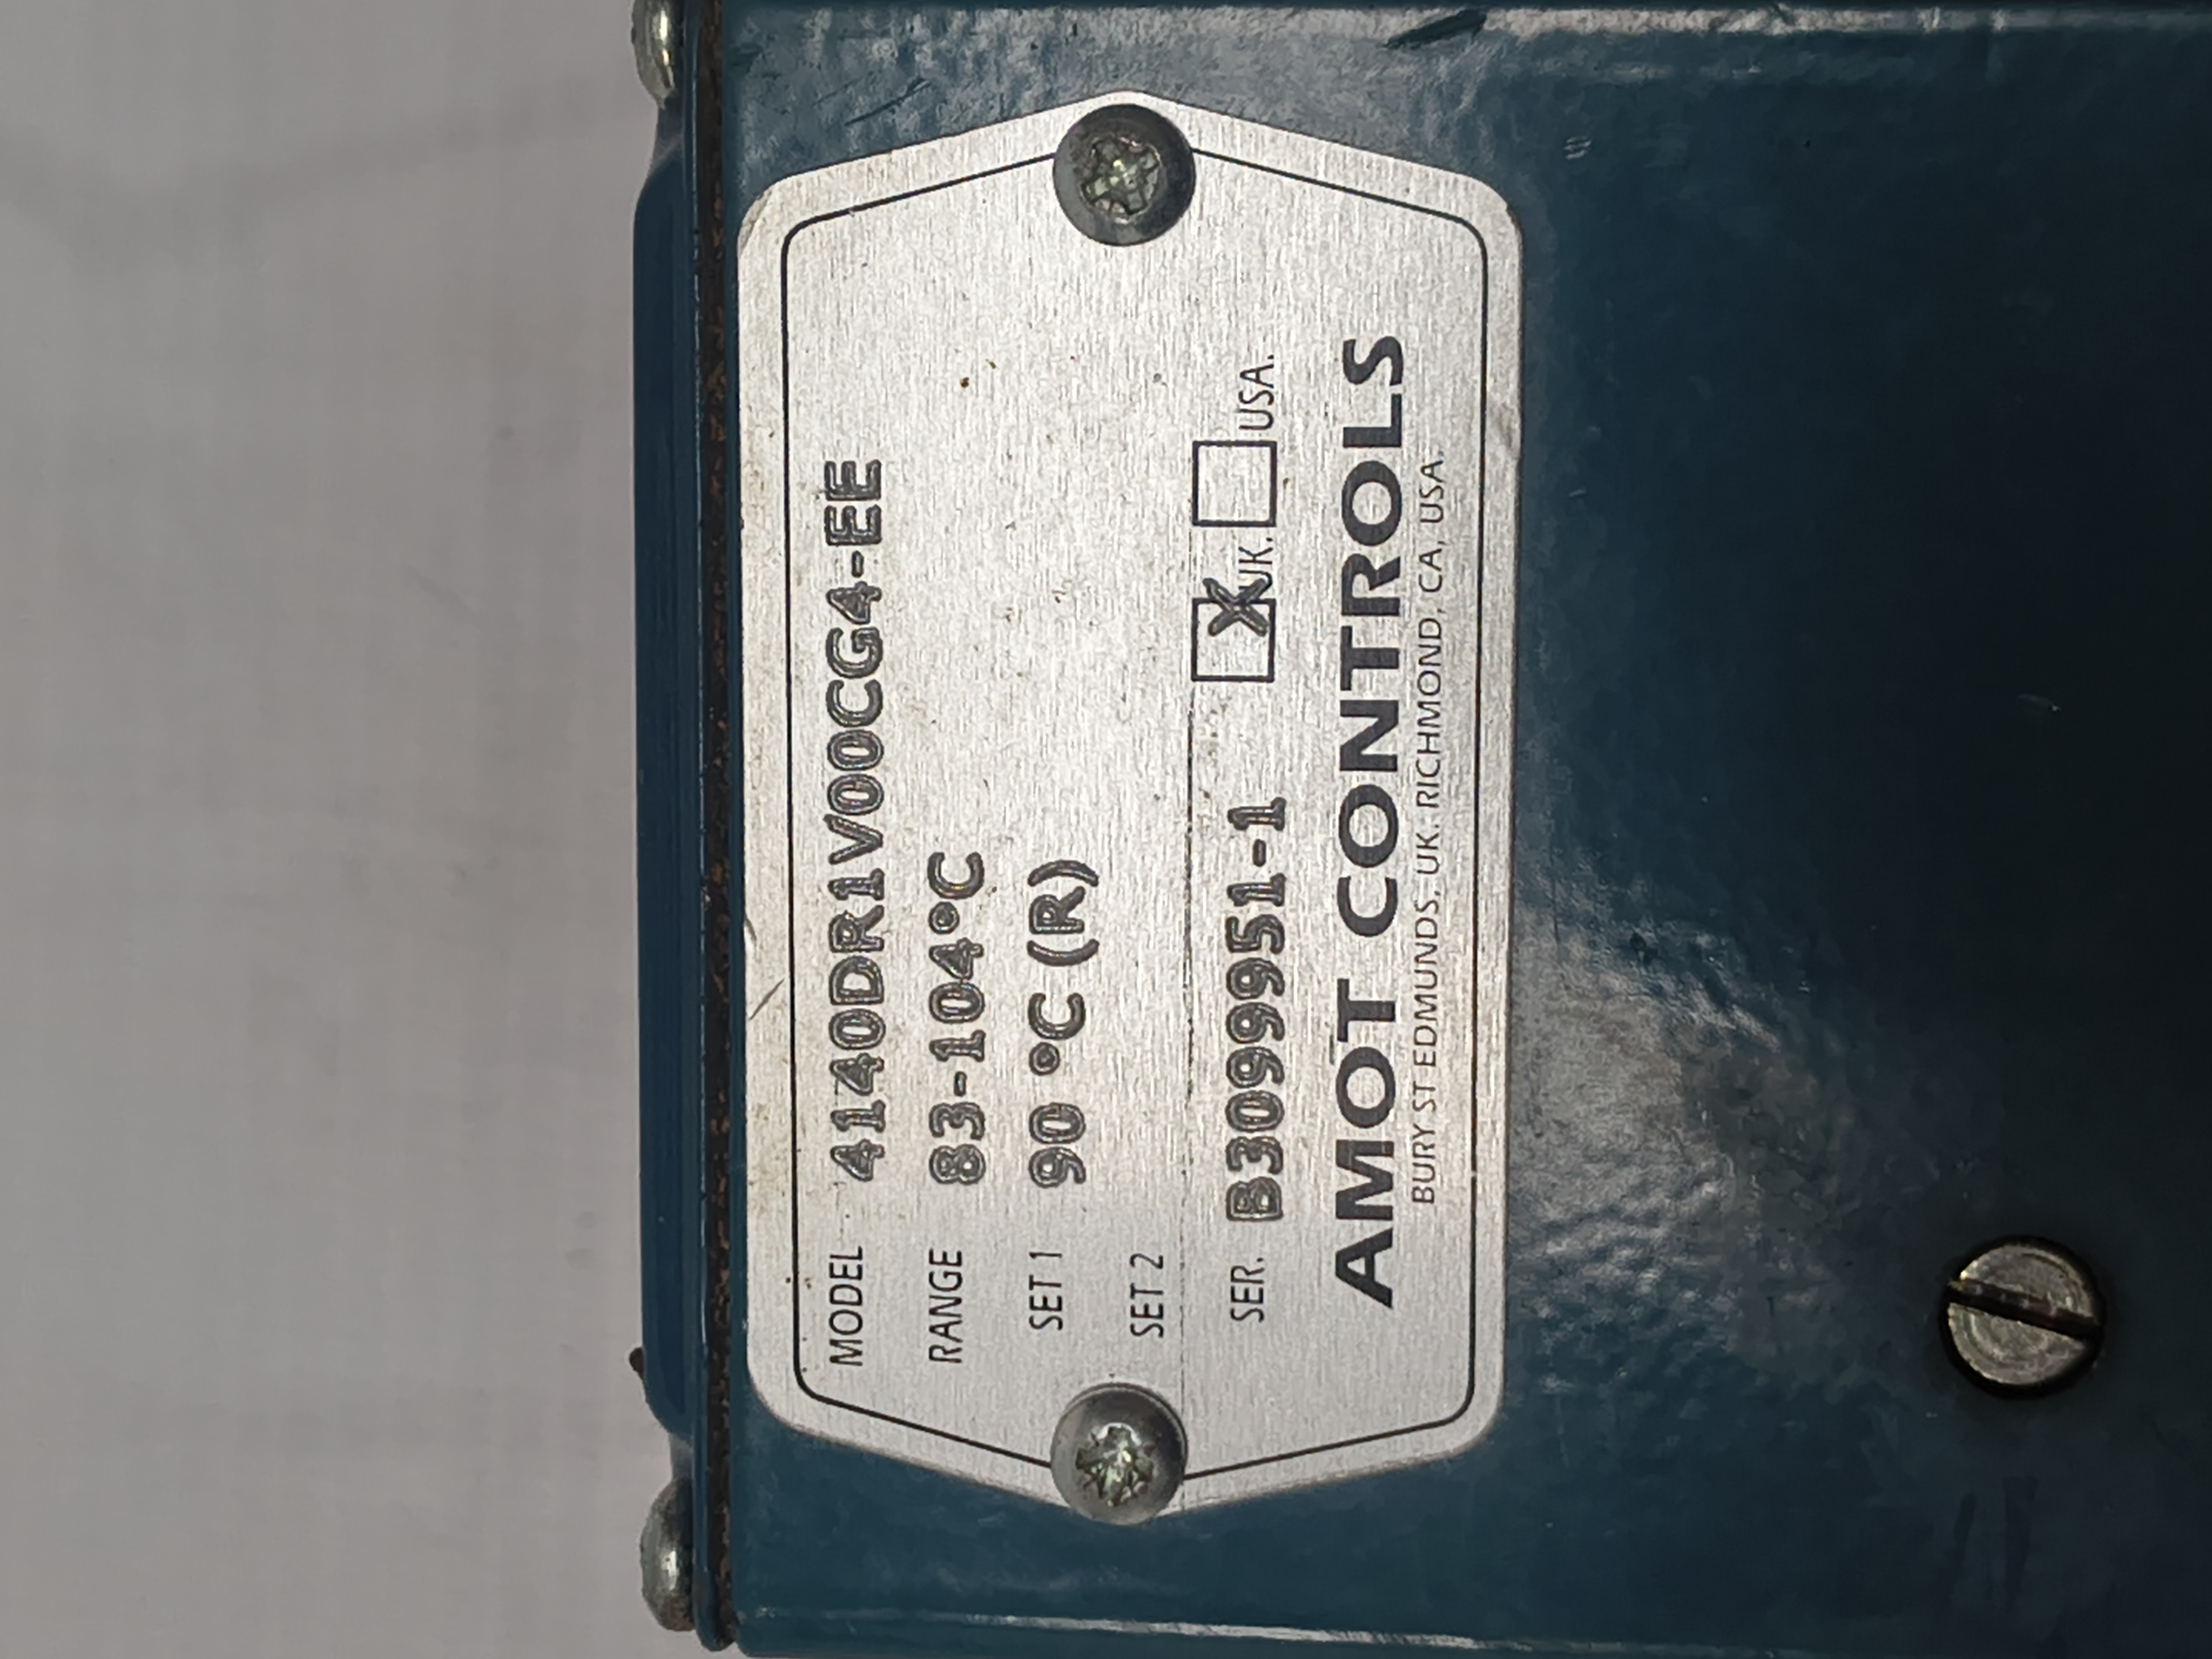 MODEL 4140DR1V00CG4-EE
RANGE 83-104°C
SET 1 90 °C (R)
SET 2
SER. B3099951-1 X UK. USA.
AMOT CONTROLS
BURY ST EDMUNDS, UK. RICHMOND, CA, USA.